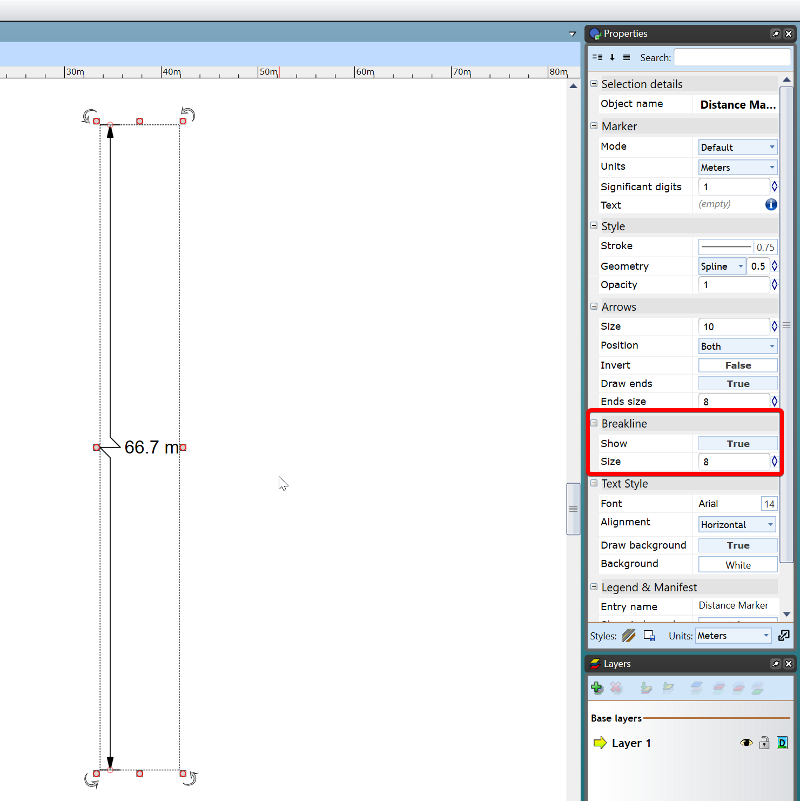 Properties
Search:
30m 40m 50m 60m 70m 80m
Selection details
Object name Distance Ma...
Marker
Mode Default
Units Meters
Significant digits 1
Text (empty)
Style
Stroke 0.75
Geometry Spline 0.5
Opacity 1
Arrows
Size 10
Position Both
Invert False
Draw ends True
Ends size 8
Breakline
Show True
Size 8
66.7 m
Text Style
Font Arial 14
Alignment Horizontal
Draw background True
Background White
Legend & Manifest
Entry name Distance Marker
Styles: Units: Meters
Layers
Base layers
Layer 1
D